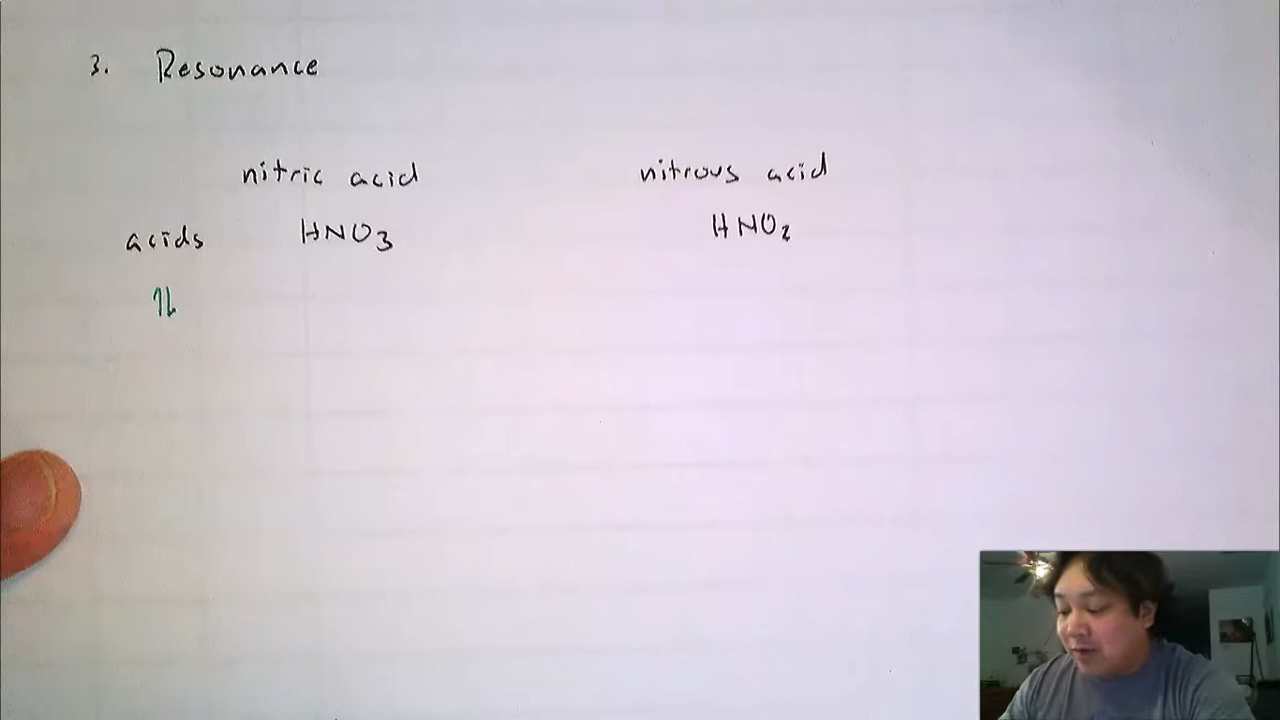 3. Resonance
nitric acid nitrous acid
acids HNO3 HNO2
⥮